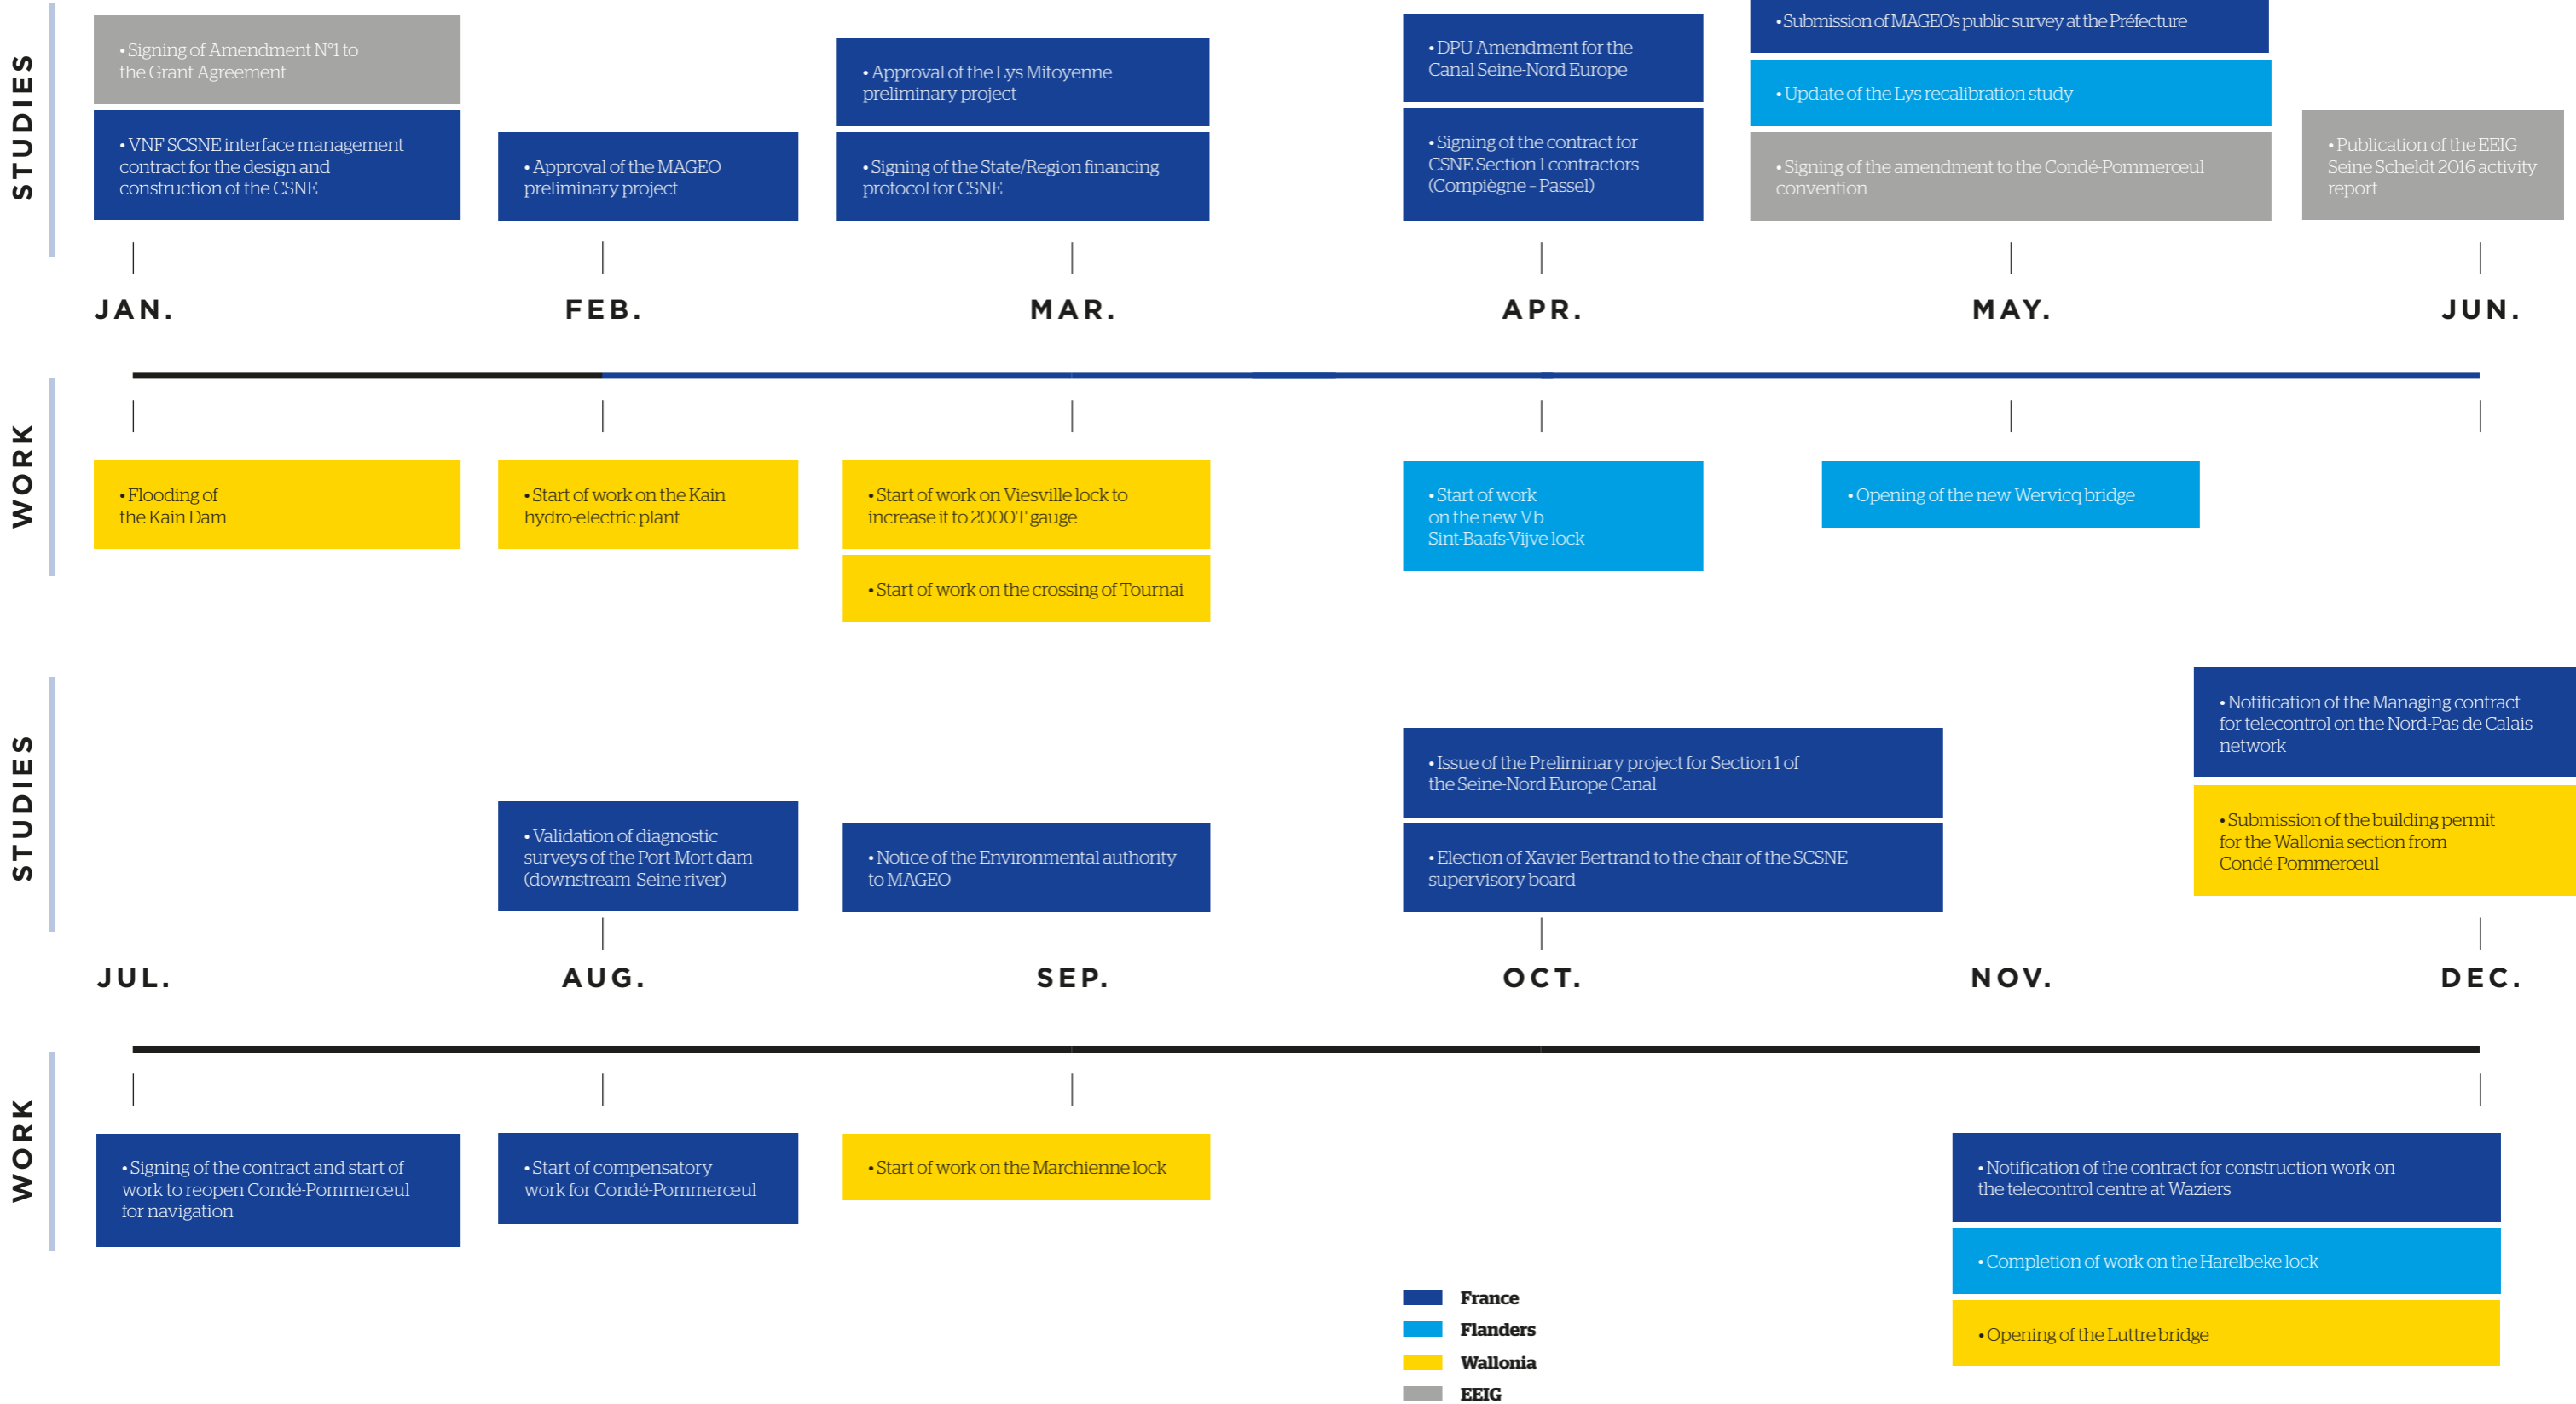 STUDIES
• Signing of Amendment N°1 to
the Grant Agreement
• VNF SCSNE interface management
contract for the design and
construction of the CSNE
• Approval of the MAGEO
preliminary project
• Approval of the Lys Mitoyenne
preliminary project
• Signing of the State/Region financing
protocol for CSNE
• DPU Amendment for the
Canal Seine-Nord Europe
• Signing of the contract for
CSNE Section 1 contractors
(Compiègne - Passel)
• Submission of MAGEO's public survey at the Préfecture
• Update of the Lys recalibration study
• Signing of the amendment to the Condé-Pommerœul
convention
• Publication of the EEIG
Seine Scheldt 2016 activity
report
JAN.
FEB.
MAR.
APR.
MAY.
JUN.
WORK
• Flooding of
the Kain Dam
• Start of work on the Kain
hydro-electric plant
• Start of work on Viesville lock to
increase it to 2000T gauge
• Start of work on the crossing of Tournai
• Start of work
on the new Vb
Sint-Baafs-Vijve lock
• Opening of the new Wervicq bridge
STUDIES
• Validation of diagnostic
surveys of the Port-Mort dam
(downstream Seine river)
• Notice of the Environmental authority
to MAGEO
• Issue of the Preliminary project for Section 1 of
the Seine-Nord Europe Canal
• Election of Xavier Bertrand to the chair of the SCSNE
supervisory board
• Notification of the Managing contract
for telecontrol on the Nord-Pas de Calais
network
• Submission of the building permit
for the Wallonia section from
Condé-Pommerœul
JUL.
AUG.
SEP.
OCT.
NOV.
DEC.
WORK
• Signing of the contract and start of
work to reopen Condé-Pommerœul
for navigation
• Start of compensatory
work for Condé-Pommerœul
• Start of work on the Marchienne lock
• Notification of the contract for construction work on
the telecontrol centre at Waziers
• Completion of work on the Harelbeke lock
• Opening of the Luttre bridge
France
Flanders
Wallonia
EEIG